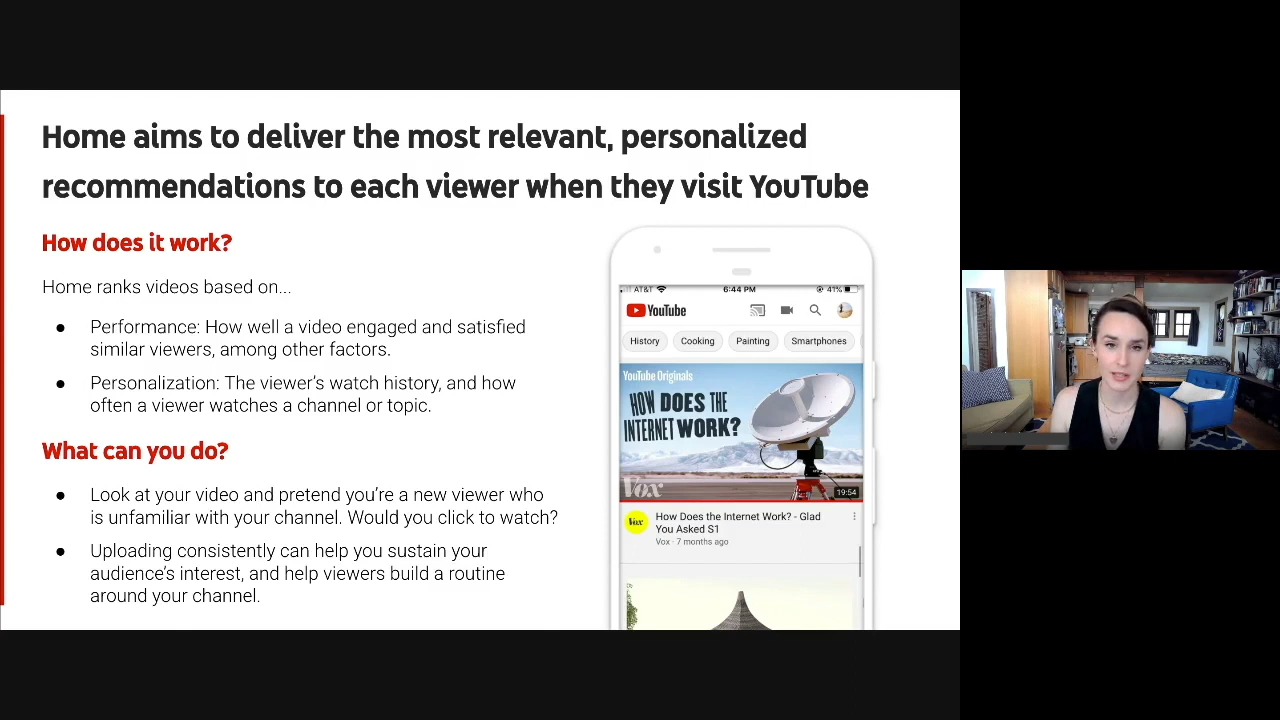 Home aims to deliver the most relevant, personalized
recommendations to each viewer when they visit YouTube
How does it work?
Home ranks videos based on...
● Performance: How well a video engaged and satisfied
similar viewers, among other factors.
● Personalization: The viewer's watch history, and how
often a viewer watches a channel or topic.
What can you do?
● Look at your video and pretend you're a new viewer who
is unfamiliar with your channel. Would you click to watch?
● Uploading consistently can help you sustain your
audience's interest, and help viewers build a routine
around your channel.
AT&T 6:44 PM 41%
YouTube
History Cooking Painting Smartphones
YouTube Originals
HOW DOES THE
INTERNET WORK?
Vox
19:54
Vox
How Does the Internet Work? - Glad
You Asked S1
Vox · 7 months ago